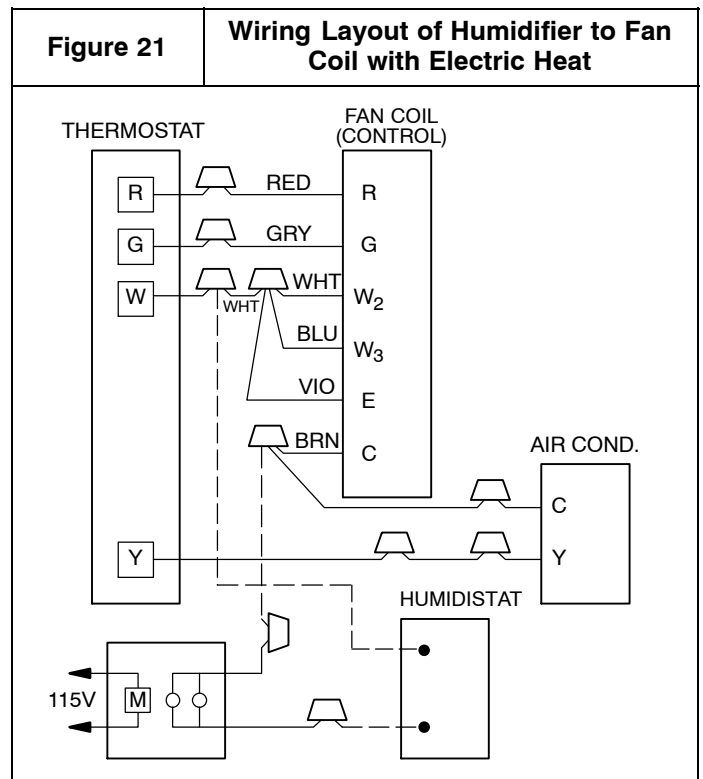 Figure 21
Wiring Layout of Humidifier to Fan
Coil with Electric Heat
THERMOSTAT
FAN COIL
(CONTROL)
R
RED
R
G
GRY
G
W
WHT
WHT
W2
BLU
W3
VIO
E
BRN
C
AIR COND.
C
Y
Y
HUMIDISTAT
115V
M